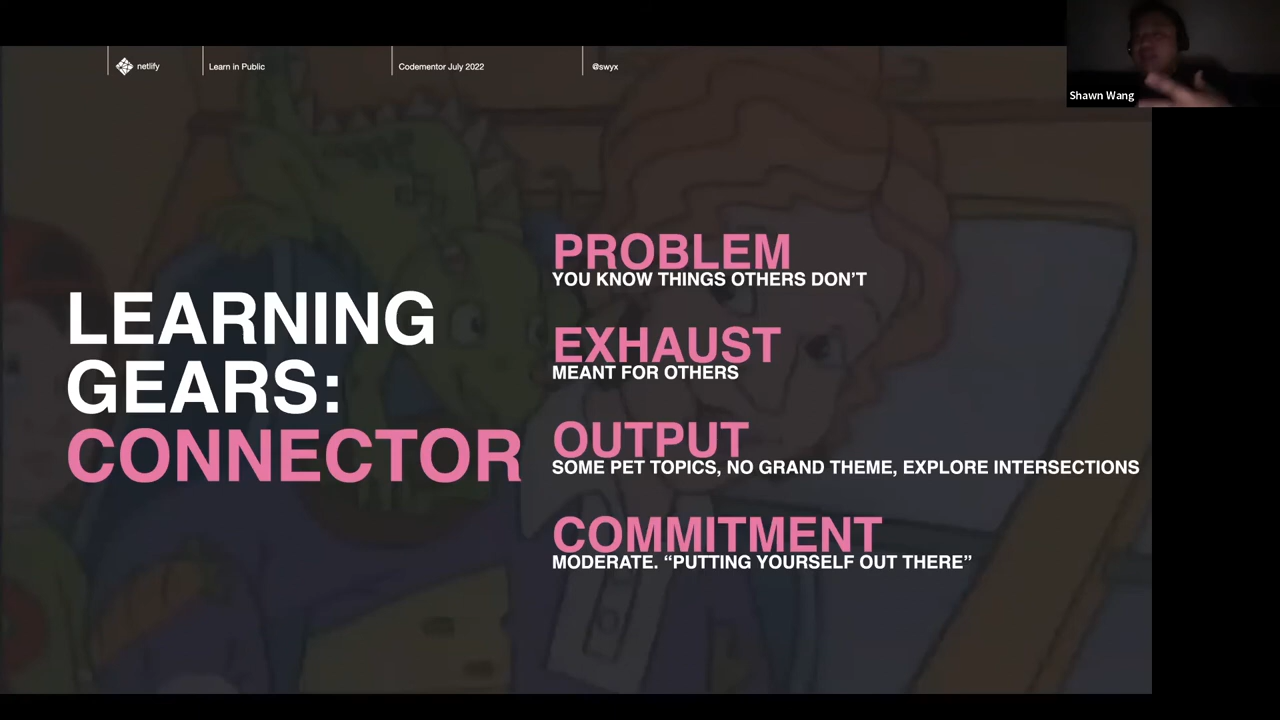 netlify
Learn in Public
Codementor July 2022
@swyx
Shawn Wang
LEARNING
GEARS:
CONNECTOR
PROBLEM
YOU KNOW THINGS OTHERS DON’T
EXHAUST
MEANT FOR OTHERS
OUTPUT
SOME PET TOPICS, NO GRAND THEME, EXPLORE INTERSECTIONS
COMMITMENT
MODERATE. “PUTTING YOURSELF OUT THERE”